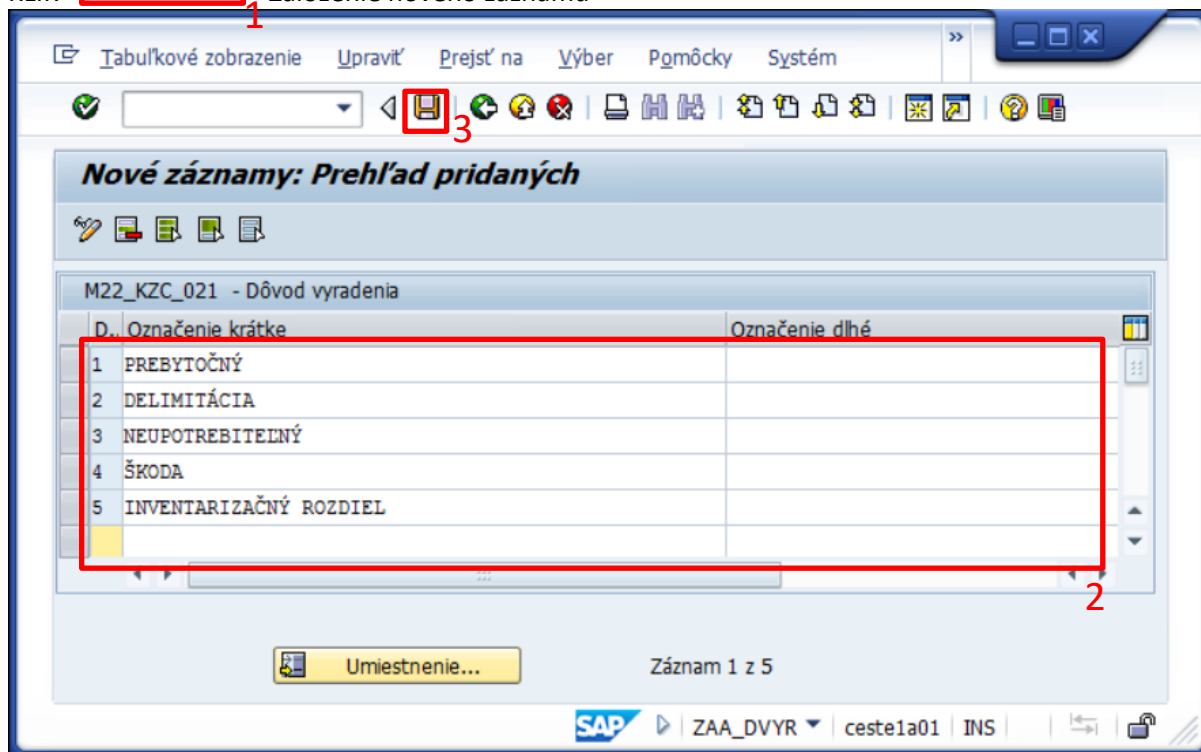 1
Tabuľkové zobrazenie Upraviť Prejsť na Výber Pomôcky Systém »
3
Nové záznamy: Prehľad pridaných
M22_KZC_021 - Dôvod vyradenia
D.. Označenie krátke Označenie dlhé
1 PREBYTOČNÝ
2 DELIMITÁCIA
3 NEUPOTREBITEĽNÝ
4 ŠKODA
5 INVENTARIZAČNÝ ROZDIEL
2
Umiestnenie... Záznam 1 z 5
SAP ZAA_DVYR ceste1a01 INS